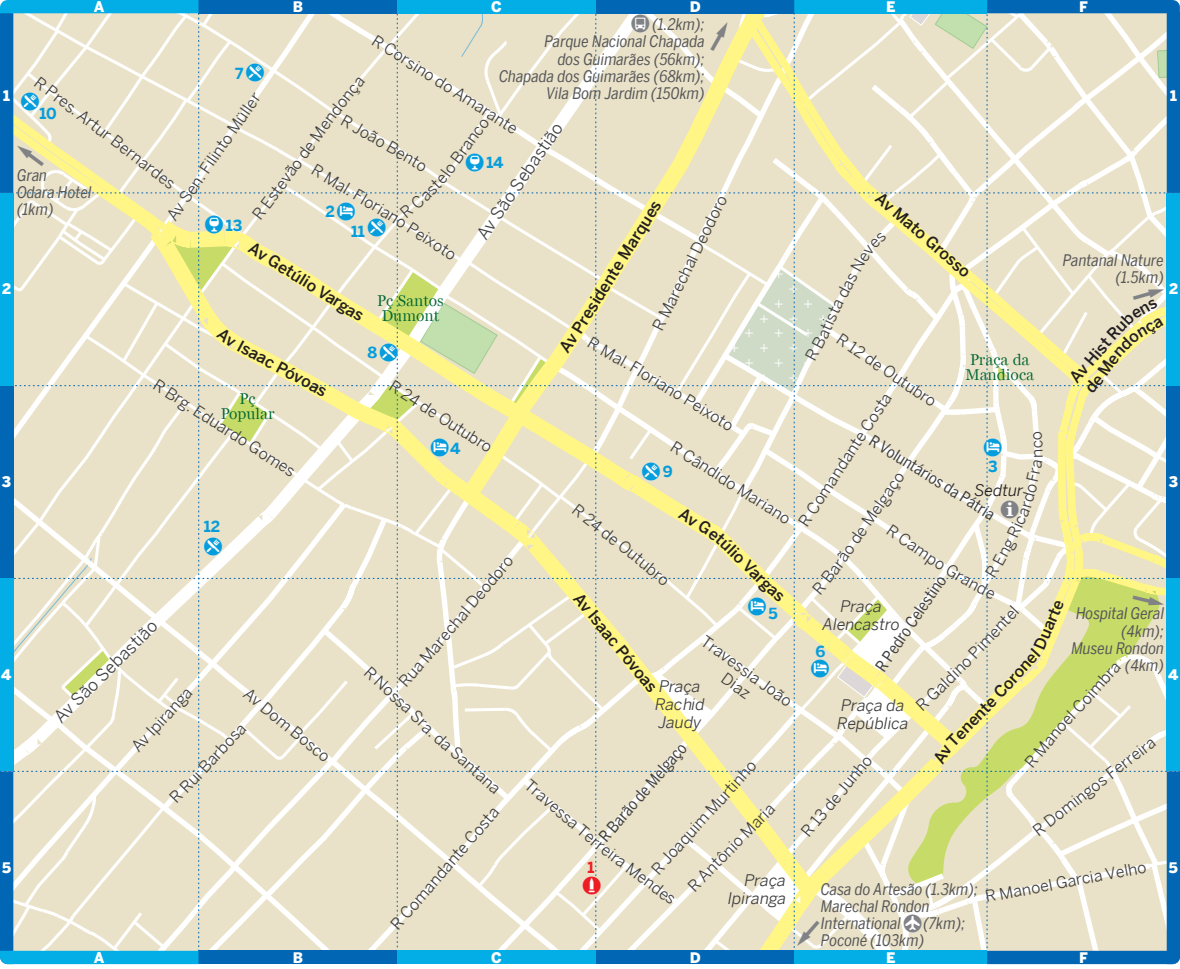 A
B
C
D
E
F
1
2
3
4
5
1
2
3
4
5
A
B
C
D
E
F
(1.2km);
Parque Nacional Chapada
dos Guimarães (56km);
Chapada dos Guimarães (68km);
Vila Bom Jardim (150km)
R Corsino do Amarante
7
R Pres. Artur Bernardes
10
Av Sen. Filinto Müller
R Estevão de Mendonça
R João Bento
R Castelo Branco
14
Av São Sebastião
Gran
Odara Hotel
(1km)
R Mal. Floriano Peixoto
2
11
13
Av Getúlio Vargas
Av Presidente Marques
R Marechal Deodoro
Av Mato Grosso
R Batista das Neves
Pantanal Nature
(1.5km)
Av Hist Rubens
de Mendonça
Pç Santos
Dumont
8
Av Isaac Póvoas
R Mal. Floriano Peixoto
R 12 de Outubro
Praça da
Mandioca
R Brg. Eduardo Gomes
Pç
Popular
R 24 de Outubro
4
9
R Cândido Mariano
R Comandante Costa
R Voluntários da Pátria
3
Sedtur
R Eng Ricardo Franco
12
R 24 de Outubro
Av Getúlio Vargas
R Barão de Melgaço
R Campo Grande
5
Praça
Alencastro
R Pedro Celestino
Hospital Geral
(4km);
Museu Rondon
(4km)
Rua Marechal Deodoro
Av Isaac Póvoas
Av São Sebastião
Av Ipiranga
Av Dom Bosco
R Nossa Sra. da Santana
Travessia João
Diaz
6
Praça
Rachid
Jaudy
Praça da
República
R Galdino Pimentel
Av Tenente Coronel Duarte
R Manoel Coimbra
R Rui Barbosa
R Domingos Ferreira
Travessa Terreira Mendes
R Barão de Melgaço
R Joaquim Murtinho
R Antônio Maria
R 13 de Junho
R Comandante Costa
1
Praça
Ipiranga
Casa do Artesão (1.3km);
Marechal Rondon
International (7km);
Poconé (103km)
R Manoel Garcia Velho